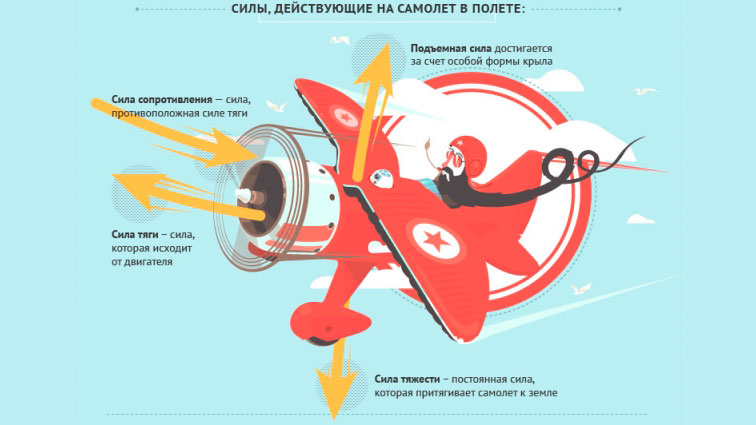 СИЛЫ, ДЕЙСТВУЮЩИЕ НА САМОЛЕТ В ПОЛЕТЕ:
Подъемная сила достигается
за счет особой формы крыла
Сила сопротивления — сила,
противоположная силе тяги
Сила тяги – сила,
которая исходит
от двигателя
Сила тяжести – постоянная сила,
которая притягивает самолет к земле